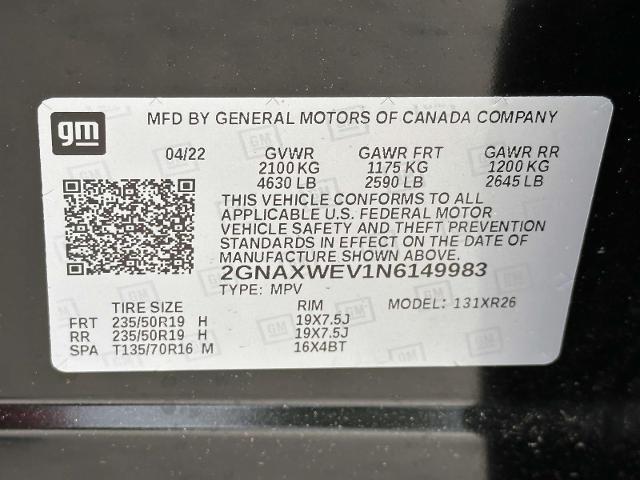 gm
MFD BY GENERAL MOTORS OF CANADA COMPANY
04/22 GVWR GAWR FRT GAWR RR
2100 KG 1175 KG 1200 KG
4630 LB 2590 LB 2645 LB
THIS VEHICLE CONFORMS TO ALL
APPLICABLE U.S. FEDERAL MOTOR
VEHICLE SAFETY AND THEFT PREVENTION
STANDARDS IN EFFECT ON THE DATE OF
MANUFACTURE SHOWN ABOVE.
2GNAXWEV1N6149983
TYPE: MPV MODEL: 131XR26
TIRE SIZE RIM
FRT 235/50R19 H 19X7.5J
RR 235/50R19 H 19X7.5J
SPA T135/70R16 M 16X4BT